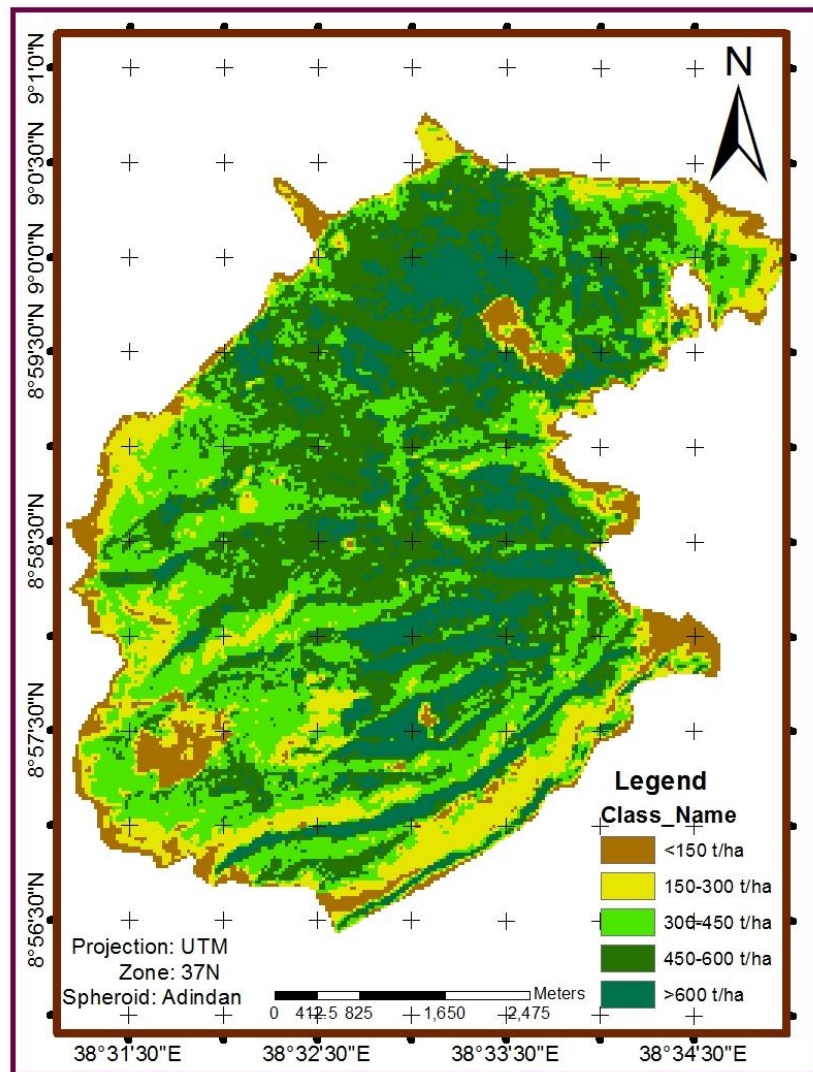 N
9°1'0"N
9°0'30"N
9°0'0"N
8°59'30"N
8°58'30"N
8°57'30"N
8°56'30"N
Legend
Class_Name
<150 t/ha
150-300 t/ha
300-450 t/ha
450-600 t/ha
>600 t/ha
Projection: UTM
Zone: 37N
Spheroid: Adindan
Meters
0 412.5 825 1,650 2,475
38°31'30"E 38°32'30"E 38°33'30"E 38°34'30"E